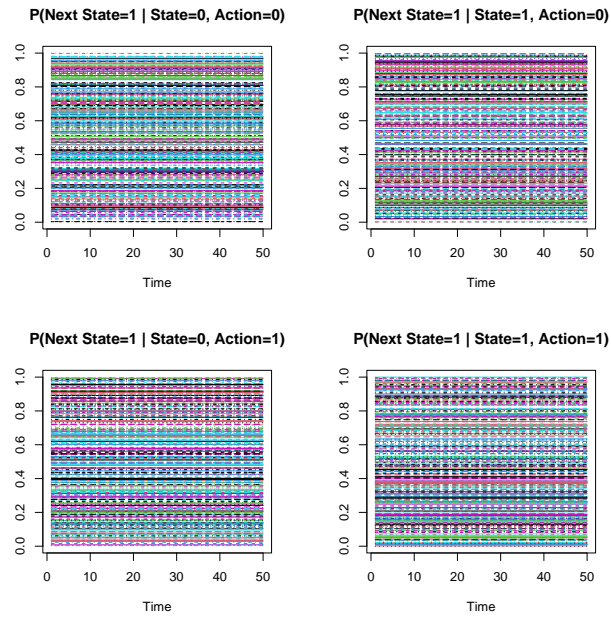 P(Next State=1 | State=0, Action=0)
P(Next State=1 | State=1, Action=0)
0.0 0.2 0.4 0.6 0.8 1.0
0.0 0.2 0.4 0.6 0.8 1.0
0 10 20 30 40 50
0 10 20 30 40 50
Time
Time
P(Next State=1 | State=0, Action=1)
P(Next State=1 | State=1, Action=1)
0.0 0.2 0.4 0.6 0.8 1.0
0.0 0.2 0.4 0.6 0.8 1.0
0 10 20 30 40 50
0 10 20 30 40 50
Time
Time